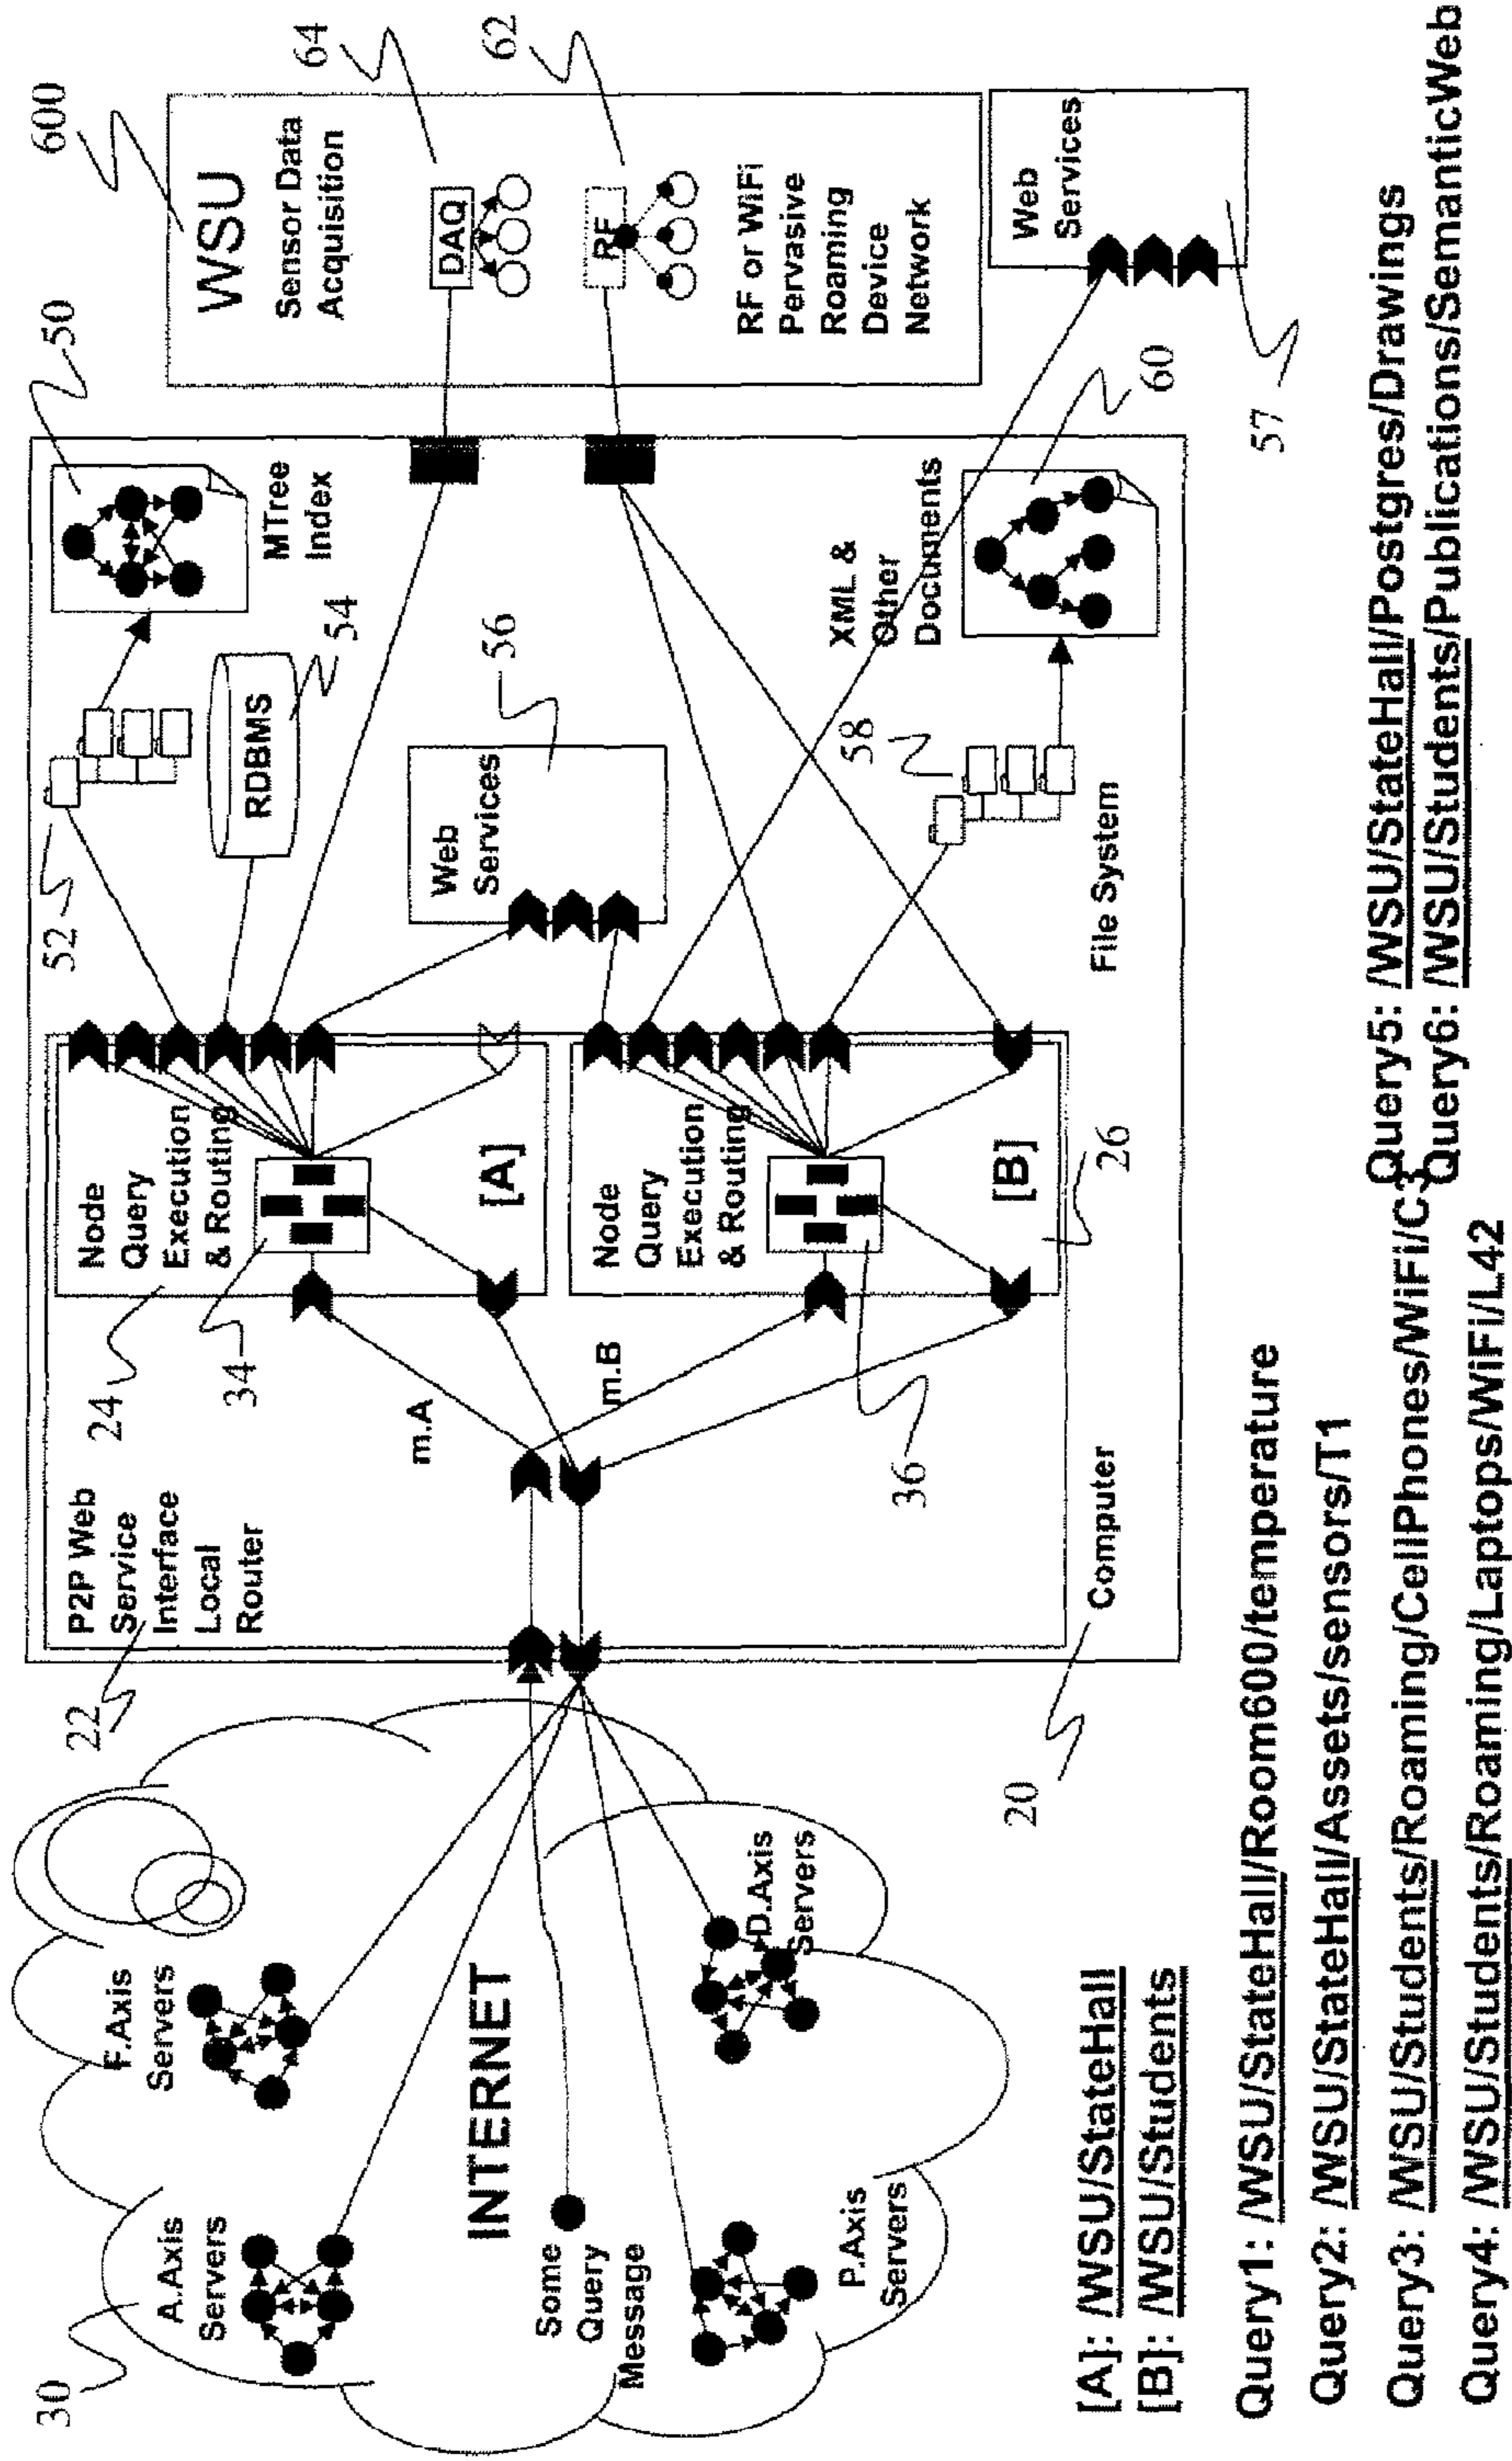 30
A.Axis
Servers
F.Axis
Servers
INTERNET
Some
Query
Message
P.Axis
Servers
D.Axis
Servers
22
P2P Web
Service
Interface
Local
Router
24
34
m.A
m.B
36
20
Computer
Node
Query
Execution
& Routing
[A]
Node
Query
Execution
& Routing
[B]
26
52
RDBMS
54
MTree
Index
50
Web
Services
56
XML &
Other
Documents
58
File System
60
600
WSU
Sensor Data
Acquisition
DAQ
64
RF
62
RF or WiFi
Pervasive
Roaming
Device
Network
Web
Services
57
[A]: /WSU/StateHall
[B]: /WSU/Students
Query1: /WSU/StateHall/Room600/temperature
Query2: /WSU/StateHall/Assets/sensors/T1
Query3: /WSU/Students/Roaming/CellPhones/WiFi/C3
Query4: /WSU/Students/Roaming/Laptops/WiFi/L42
Query5: /WSU/StateHall/Postgres/Drawings
Query6: /WSU/Students/Publications/SemanticWeb